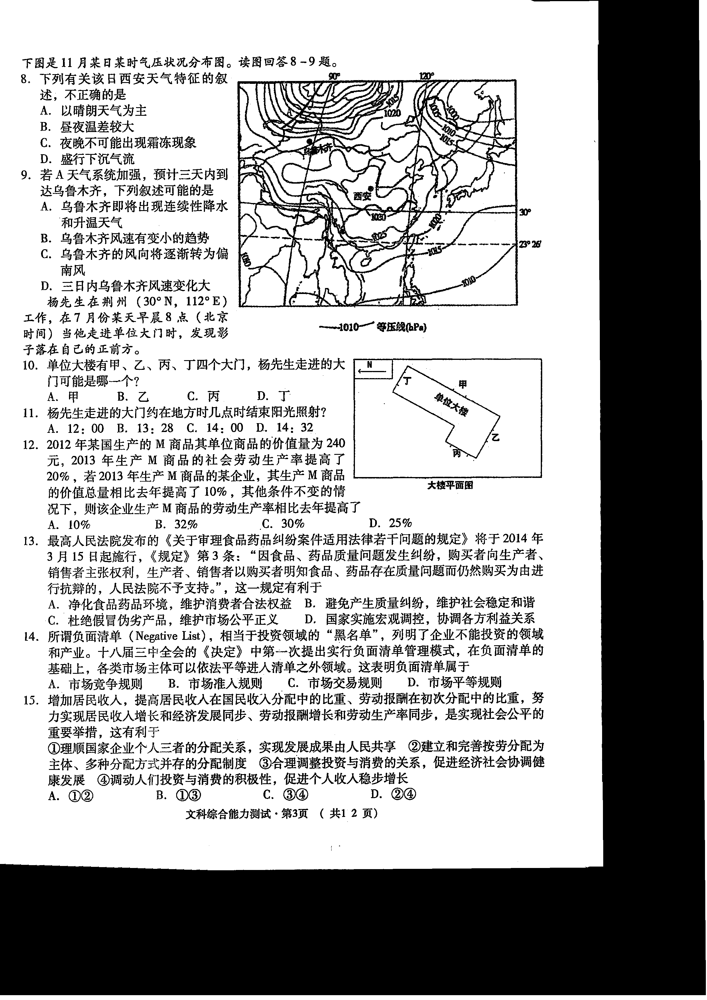 下图是11月某日某时气压状况分布图。读图回答8-9题。
8. 下列有关该日西安天气特征的叙
述，不正确的是
A. 以晴朗天气为主
B. 昼夜温差较大
C. 夜晚不可能出现霜冻现象
D. 盛行下沉气流
9. 若A天气系统加强，预计三天内到
达乌鲁木齐，下列叙述可能的是
A. 乌鲁木齐即将出现连续性降水
和升温天气
B. 乌鲁木齐风速有变小的趋势
C. 乌鲁木齐的风向将逐渐转为偏
南风
D. 三日内乌鲁木齐风速变化大
90°
120°
A
1015
1020
1005
1000
1010
1015
乌鲁木齐
西安
1030
1020
30°
1025
23°26′
1015
1010
1010
—1010— 等压线(hPa)
杨先生在荆州（30°N，112°E）
工作，在7月份某天早晨8点（北京
时间）当他走进单位大门时，发现影
子落在自己的正前方。
10. 单位大楼有甲、乙、丙、丁四个大门，杨先生走进的大
门可能是哪一个？
A. 甲 B. 乙 C. 丙 D. 丁
11. 杨先生走进的大门约在地方时几点时结束阳光照射？
A. 12：00 B. 13：28 C. 14：00 D. 14：32
N
丁
甲
单位大楼
乙
丙
大楼平面图
12. 2012年某国生产的M商品其单位商品的价值量为240
元，2013年生产M商品的社会劳动生产率提高了
20%，若2013年生产M商品的某企业，其生产M商品
的价值总量相比去年提高了10%，其他条件不变的情
况下，则该企业生产M商品的劳动生产率相比去年提高了
A. 10% B. 32% C. 30% D. 25%
13. 最高人民法院发布的《关于审理食品药品纠纷案件适用法律若干问题的规定》将于2014年
3月15日起施行，《规定》第3条：“因食品、药品质量问题发生纠纷，购买者向生产者、
销售者主张权利，生产者、销售者以购买者明知食品、药品存在质量问题而仍然购买为由进
行抗辩的，人民法院不予支持。”，这一规定有利于
A. 净化食品药品环境，维护消费者合法权益 B. 避免产生质量纠纷，维护社会稳定和谐
C. 杜绝假冒伪劣产品，维护市场公平正义 D. 国家实施宏观调控，协调各方利益关系
14. 所谓负面清单（Negative List），相当于投资领域的“黑名单”，列明了企业不能投资的领域
和产业。十八届三中全会的《决定》中第一次提出实行负面清单管理模式，在负面清单的
基础上，各类市场主体可以依法平等进入清单之外领域。这表明负面清单属于
A. 市场竞争规则 B. 市场准入规则 C. 市场交易规则 D. 市场平等规则
15. 增加居民收入，提高居民收入在国民收入分配中的比重、劳动报酬在初次分配中的比重，努
力实现居民收入增长和经济发展同步、劳动报酬增长和劳动生产率同步，是实现社会公平的
重要举措，这有利于
①理顺国家企业个人三者的分配关系，实现发展成果由人民共享 ②建立和完善按劳分配为
主体、多种分配方式并存的分配制度 ③合理调整投资与消费的关系，促进经济社会协调健
康发展 ④调动人们投资与消费的积极性，促进个人收入稳步增长
A. ①② B. ①③ C. ③④ D. ②④
文科综合能力测试·第3页 （共12页）